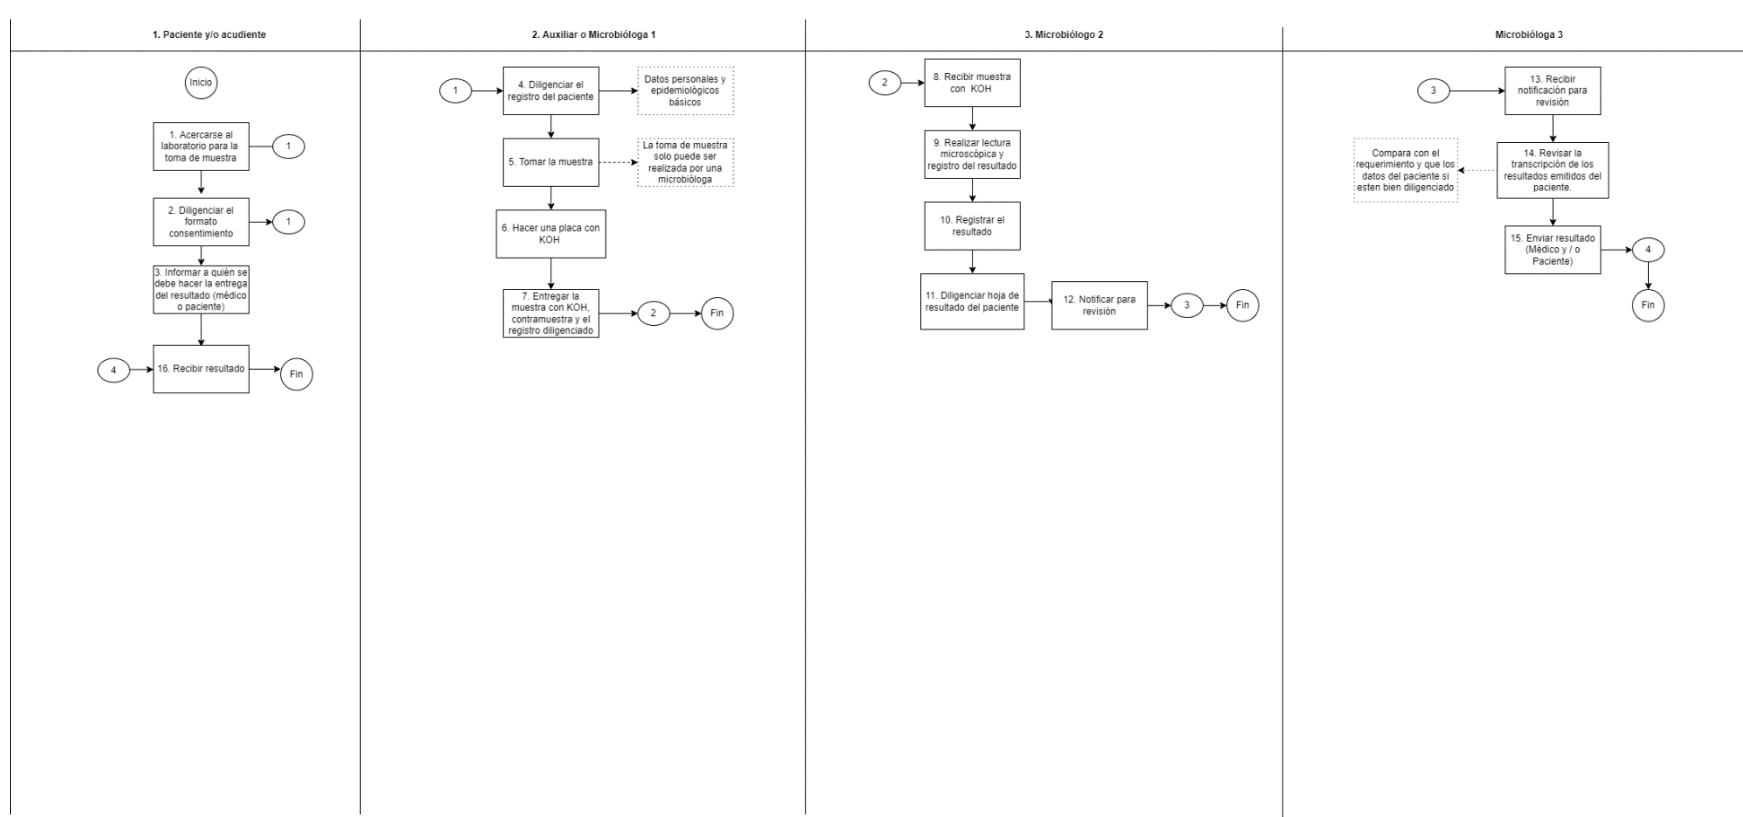 1. Paciente y/o acudiente
2. Auxiliar o Microbióloga 1
3. Microbiólogo 2
Microbióloga 3
Inicio
1. Acercarse al
laboratorio para la
toma de muestra
1
2. Diligenciar el
formato
consentimiento
1
3. Informar a quién se
debe hacer la entrega
del resultado (médico
o paciente)
4
16. Recibir resultado
Fin
1
4. Diligenciar el
registro del paciente
Datos personales y
epidemiológicos
básicos
5. Tomar la muestra
La toma de muestra
solo puede ser
realizada por una
microbióloga
6. Hacer una placa con
KOH
7. Entregar la
muestra con KOH,
contramuestra y el
registro diligenciado
2
Fin
2
8. Recibir muestra
con KOH
9. Realizar lectura
microscópica y
registro del resultado
10. Registrar el
resultado
11. Diligenciar hoja de
resultado del paciente
12. Notificar para
revisión
3
Fin
3
13. Recibir
notificación para
revisión
Compara con el
requerimiento y que los
datos del paciente si
esten bien diligenciado
14. Revisar la
transcripción de los
resultados emitidos del
paciente.
15. Enviar resultado
(Médico y / o
Paciente)
4
Fin